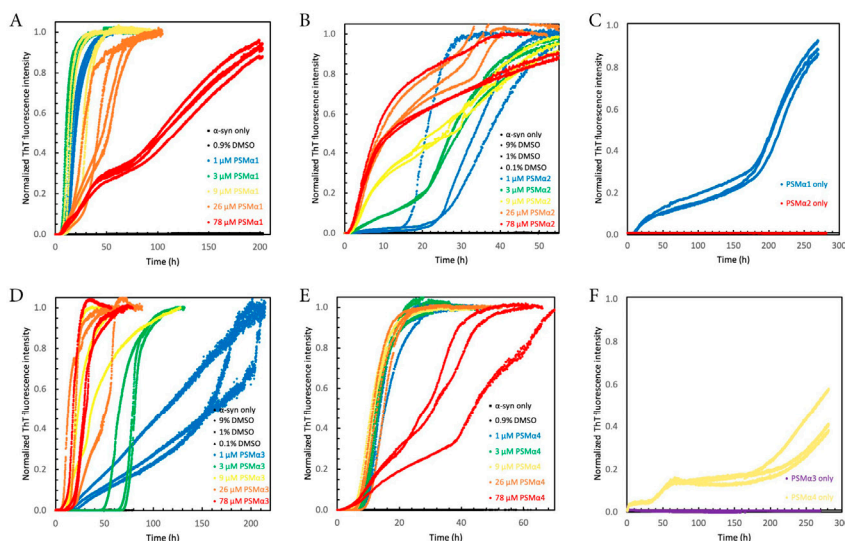 A
Normalized ThT fluorescence intensity
1.0
0.8
0.6
0.4
0.2
0.0
0
50
100
150
200
Time (h)
α-syn only
0.9% DMSO
1 μM PSMα1
3 μM PSMα1
9 μM PSMα1
26 μM PSMα1
78 μM PSMα1
B
Normalized ThT fluorescence intensity
1.0
0.8
0.6
0.4
0.2
0.0
0
10
20
30
40
50
Time (h)
α-syn only
9% DMSO
1% DMSO
0.1% DMSO
1 μM PSMα2
3 μM PSMα2
9 μM PSMα2
26 μM PSMα2
78 μM PSMα2
C
Normalized ThT fluorescence intensity
1.0
0.8
0.6
0.4
0.2
0.0
0
50
100
150
200
250
300
Time (h)
PSMα1 only
PSMα2 only
D
Normalized ThT fluorescence intensity
1.0
0.8
0.6
0.4
0.2
0.0
0
50
100
150
200
Time (h)
α-syn only
9% DMSO
1% DMSO
0.1% DMSO
1 μM PSMα3
3 μM PSMα3
9 μM PSMα3
26 μM PSMα3
78 μM PSMα3
E
Normalized ThT fluorescence intensity
1.0
0.8
0.6
0.4
0.2
0.0
0
20
40
60
Time (h)
α-syn only
0.9% DMSO
1 μM PSMα4
3 μM PSMα4
9 μM PSMα4
26 μM PSMα4
78 μM PSMα4
F
Normalized ThT fluorescence intensity
1.0
0.8
0.6
0.4
0.2
0.0
0
50
100
150
200
250
300
Time (h)
PSMα3 only
PSMα4 only